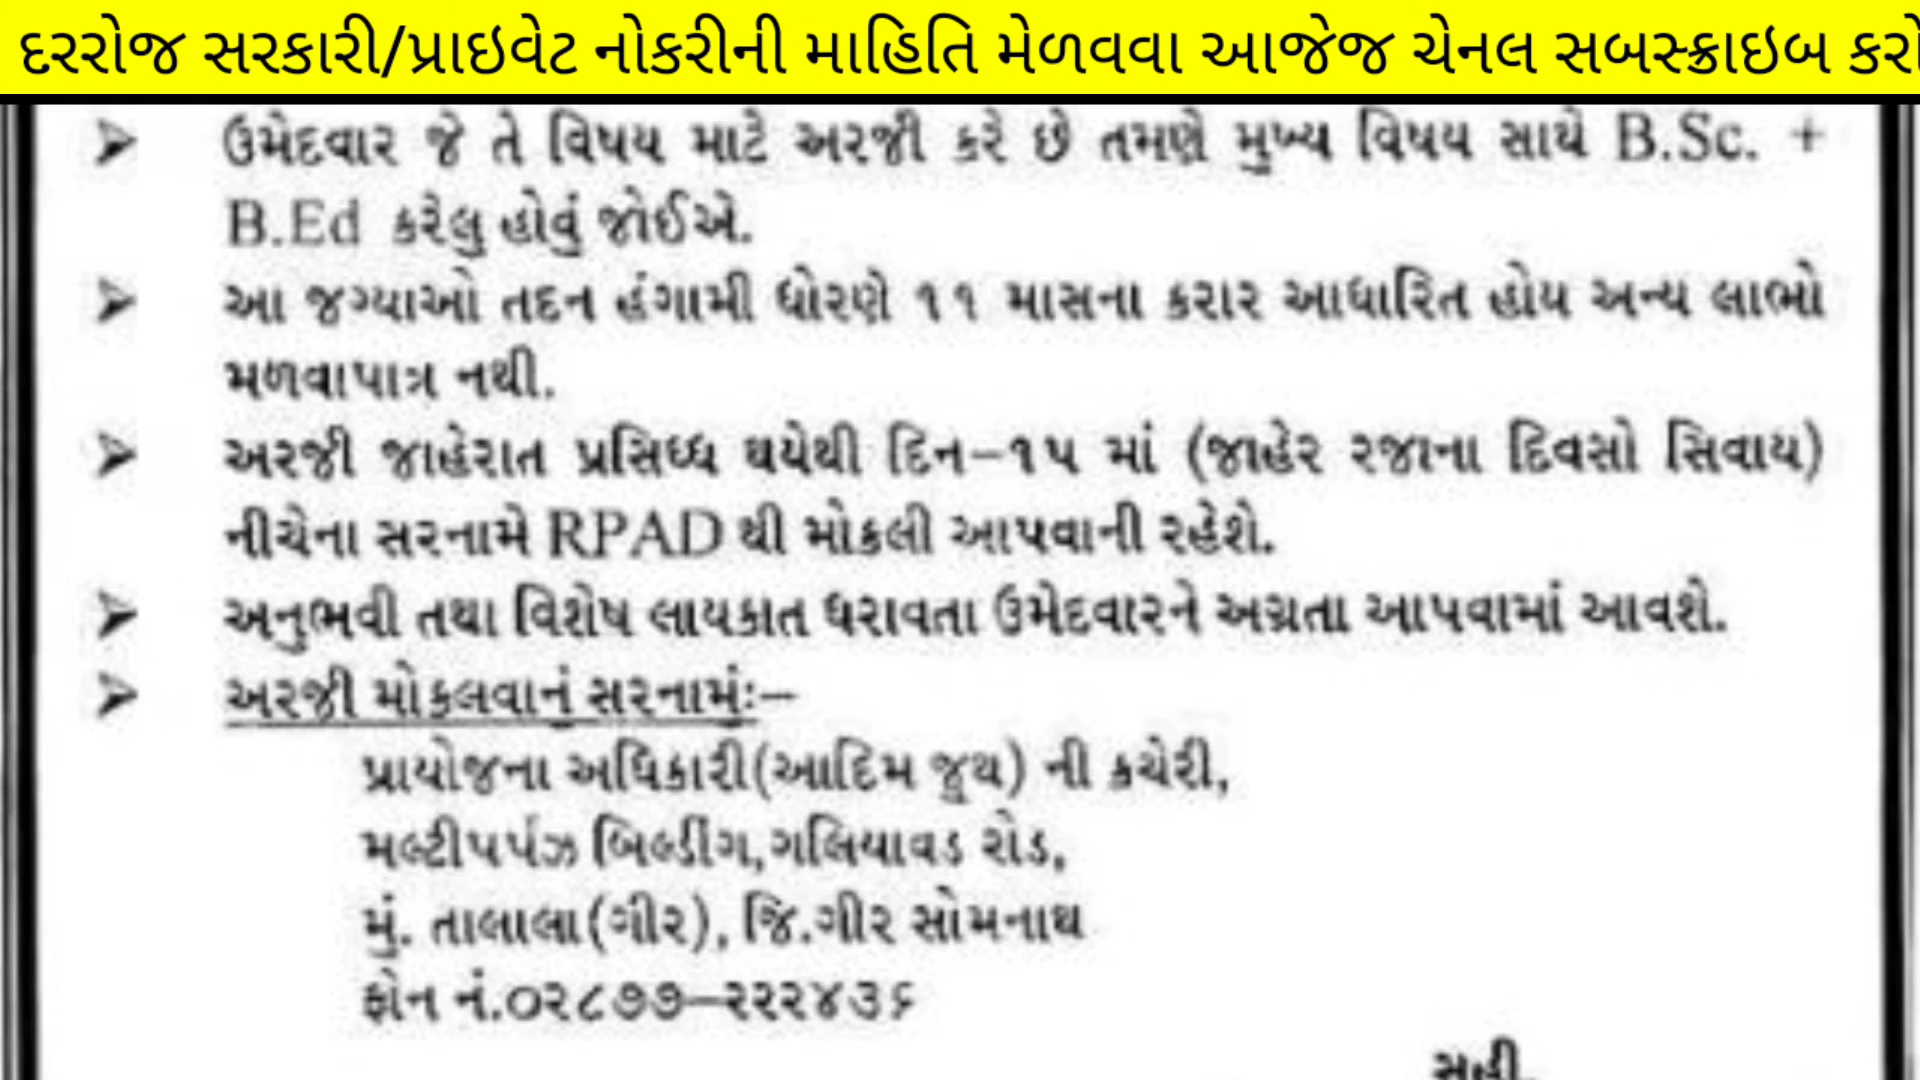 દરરોજ સરકારી/પ્રાઇવેટ નોકરીની માહિતિ મેળવવા આજેજ ચેનલ સબસ્ક્રાઇબ કરો
➤ ઉમેદવાર જે તે વિષય માટે અરજી કરે છે તમણે મુખ્ય વિષય સાથે B.Sc. +
B.Ed કરેલુ હોવું જોઈએ.
➤ આ જગ્યાઓ તદન હંગામી ધોરણે ૧૧ માસના કરાર આધારિત હોય અન્ય લાભો
મળવાપાત્ર નથી.
➤ અરજી જાહેરાત પ્રસિધ્ધ થયેથી દિન–૧૫ માં (જાહેર રજાના દિવસો સિવાય)
નીચેના સરનામે RPAD થી મોકલી આપવાની રહેશે.
➤ અનુભવી તથા વિશેષ લાયકાત ધરાવતા ઉમેદવારને અગ્રતા આપવામાં આવશે.
➤ અરજી મોકલવાનું સરનામુંઃ–
પ્રાયોજના અધિકારી(આદિમ જુથ) ની કચેરી,
મલ્ટીપર્પઝ બિલ્ડીંગ,ગલિયાવડ રોડ,
મું. તાલાલા(ગીર), જિ.ગીર સોમનાથ
ફોન નં.૦૨૮૭૭–૨૨૨૪૩૬
સહી